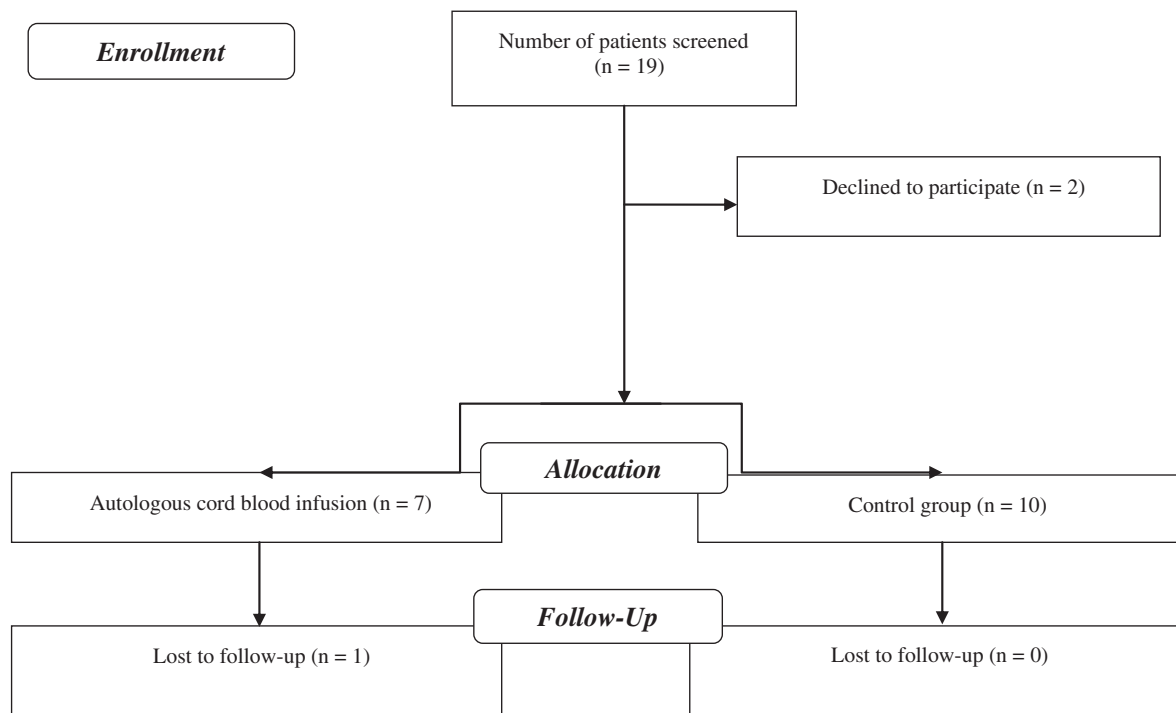 Enrollment
Number of patients screened
(n = 19)
Declined to participate (n = 2)
Allocation
Autologous cord blood infusion (n = 7)
Control group (n = 10)
Follow-Up
Lost to follow-up (n = 1)
Lost to follow-up (n = 0)